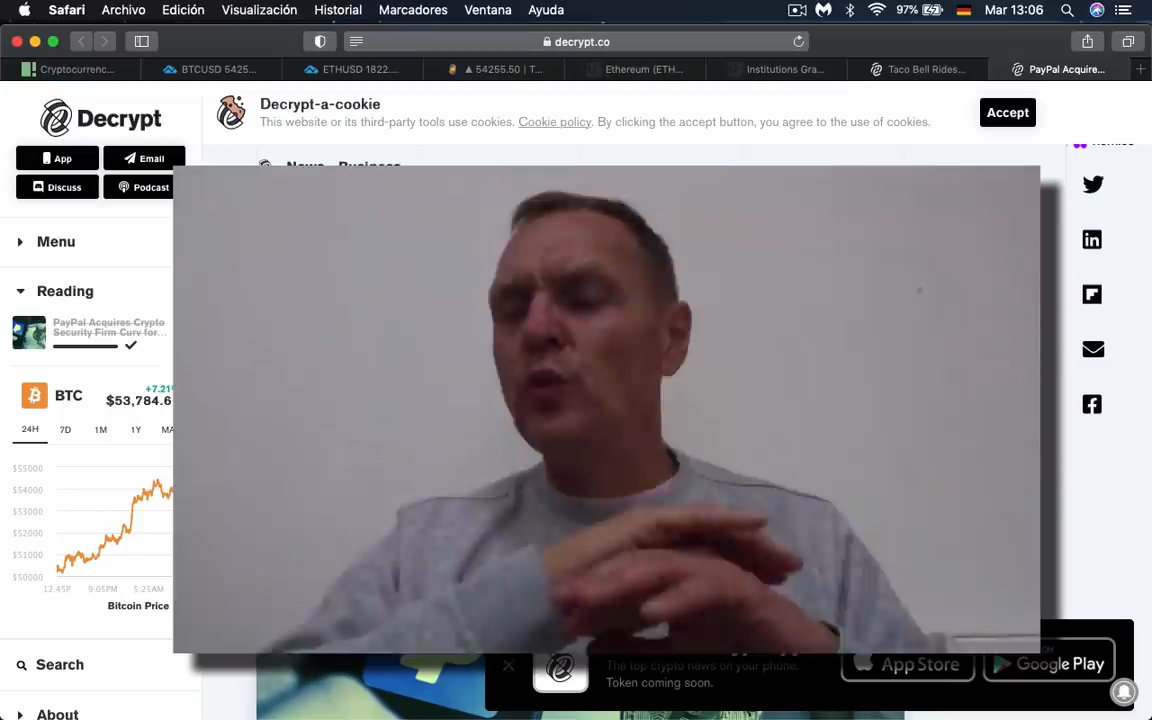 Safari Archivo Edición Visualización Historial Marcadores Ventana Ayuda 97% Mar 13:06
decrypt.co
Cryptocurrenc... BTCUSD 5425... ETHUSD 1822.... 54255.50 | T... Ethereum (ETH... Institutions Gra... Taco Bell Rides... PayPal Acquire...
Decrypt
Decrypt-a-cookie
This website or its third-party tools use cookies. Cookie policy. By clicking the accept button, you agree to the use of cookies.
Accept
App Email
Discuss Podcast
News Business
Menu
Reading
PayPal Acquires Crypto
Security Firm Curv for...
BTC
+7.21%
$53,784.6
24H 7D 1M 1Y MA
$55000
$54000
$53000
$52000
$51000
$50000
12:45P 9:05PM 5:25AM
Bitcoin Price
Search
About
The top crypto news on your phone.
Token coming soon.
App Store
Google Play